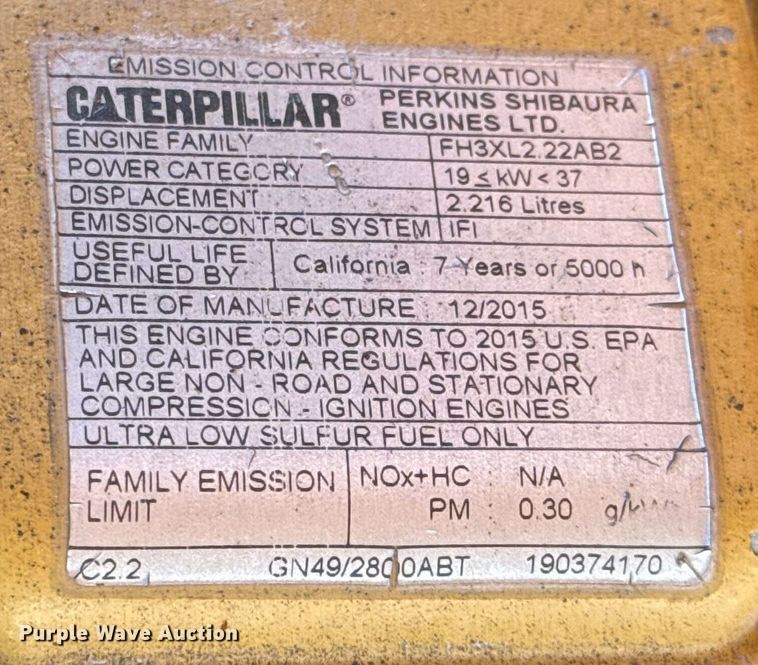 EMISSION CONTROL INFORMATION
CATERPILLAR® PERKINS SHIBAURA
ENGINES LTD.
ENGINE FAMILY FH3XL2.22AB2
POWER CATEGORY 19 ≤ kW < 37
DISPLACEMENT 2.216 Litres
EMISSION-CONTROL SYSTEM IFI
USEFUL LIFE
DEFINED BY California : 7 Years or 5000 h
DATE OF MANUFACTURE : 12/2015
THIS ENGINE CONFORMS TO 2015 U.S. EPA
AND CALIFORNIA REGULATIONS FOR
LARGE NON - ROAD AND STATIONARY
COMPRESSION - IGNITION ENGINES
ULTRA LOW SULFUR FUEL ONLY
FAMILY EMISSION NOx+HC : N/A
LIMIT PM : 0.30
C2.2 GN49/2800ABT 190374170
Purple Wave Auction